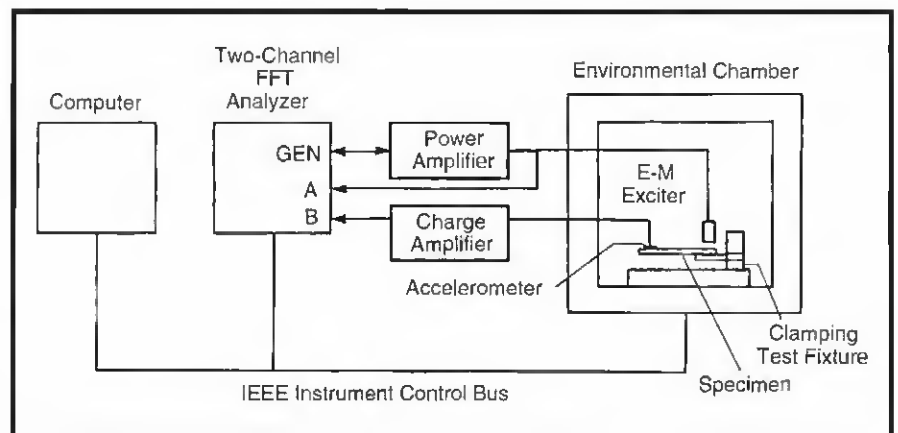 Computer
Two-Channel
FFT
Analyzer
GEN
A
B
Power
Amplifier
Charge
Amplifier
Environmental Chamber
E-M
Exciter
Accelerometer
Clamping
Test Fixture
Specimen
IEEE Instrument Control Bus